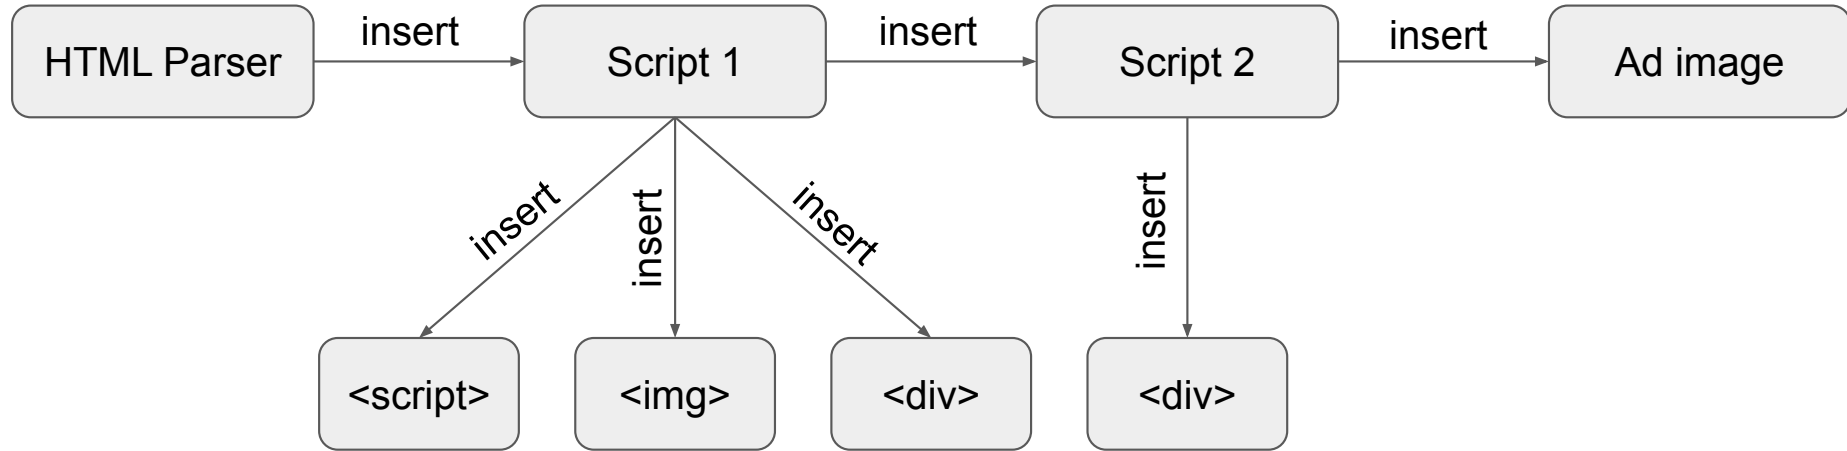 insert
insert
insert
HTML Parser
Script 1
Script 2
Ad image
insert
insert
insert
insert
<script>
<img>
<div>
<div>